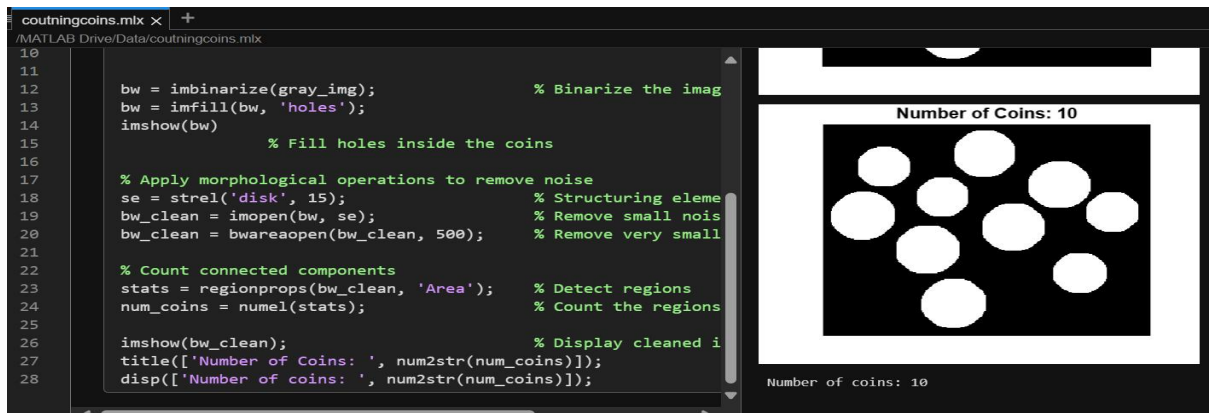 coutningcoins.mlx × +
/MATLAB Drive/Data/coutningcoins.mlx
10
11
12 bw = imbinarize(gray_img); % Binarize the imag
13 bw = imfill(bw, 'holes');
14 imshow(bw)
15 % Fill holes inside the coins
16
17 % Apply morphological operations to remove noise
18 se = strel('disk', 15); % Structuring eleme
19 bw_clean = imopen(bw, se); % Remove small nois
20 bw_clean = bwareaopen(bw_clean, 500); % Remove very small
21
22 % Count connected components
23 stats = regionprops(bw_clean, 'Area'); % Detect regions
24 num_coins = numel(stats); % Count the regions
25
26 imshow(bw_clean); % Display cleaned i
27 title(['Number of Coins: ', num2str(num_coins)]);
28 disp(['Number of coins: ', num2str(num_coins)]);
Number of Coins: 10
Number of coins: 10